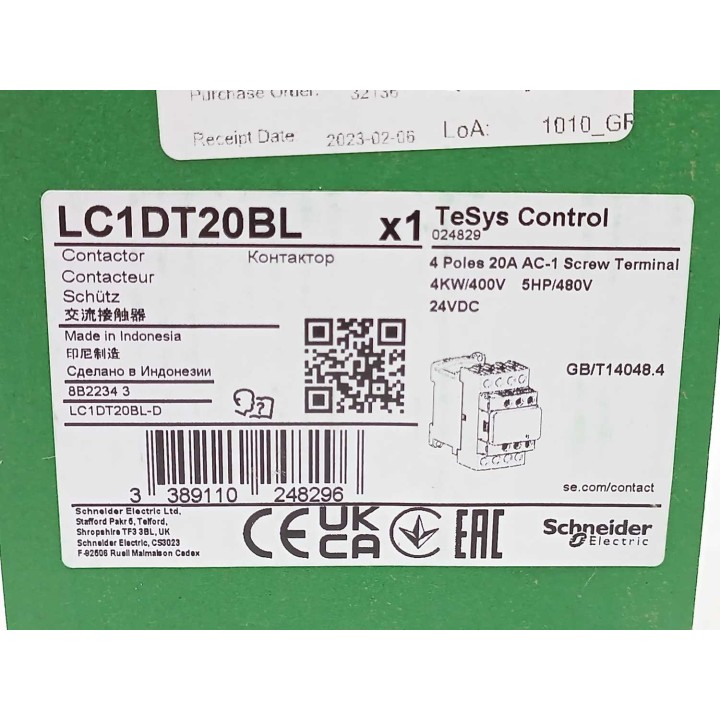 Purchase Order: 32136
Receipt Date 2023-02-06 LoA: 1010_GR
LC1DT20BL x1
Contactor Контактор
Contacteur
Schütz
交流接触器
Made in Indonesia
印尼制造
Сделано в Индонезии
8B2234 3
LC1DT20BL-D
3 389110 248296
TeSys Control
024829
4 Poles 20A AC-1 Screw Terminal
4KW/400V 5HP/480V
24VDC
GB/T14048.4
se.com/contact
Schneider Electric Ltd,
Stafford Pakr 5, Telford,
Shropshire TF3 3BL, UK
Schneider Electric, CS3023
F-92506 Rueil Malmaison Cedex
CE
UK
CA
EAC
Schneider
Electric